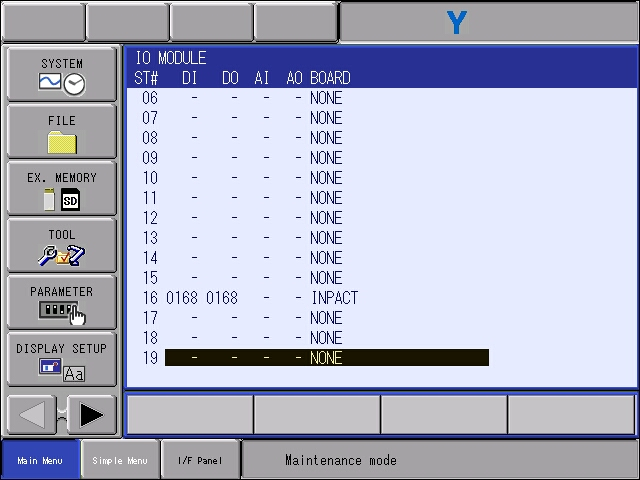 Y
SYSTEM
FILE
EX. MEMORY
SD
TOOL
PARAMETER
DISPLAY SETUP
Aa
IO MODULE
ST# DI DO AI AO BOARD
06 - - - - NONE
07 - - - - NONE
08 - - - - NONE
09 - - - - NONE
10 - - - - NONE
11 - - - - NONE
12 - - - - NONE
13 - - - - NONE
14 - - - - NONE
15 - - - - NONE
16 0168 0168 - - INPACT
17 - - - - NONE
18 - - - - NONE
19 - - - - NONE
Main Menu
Simple Menu
I/F Panel
Maintenance mode